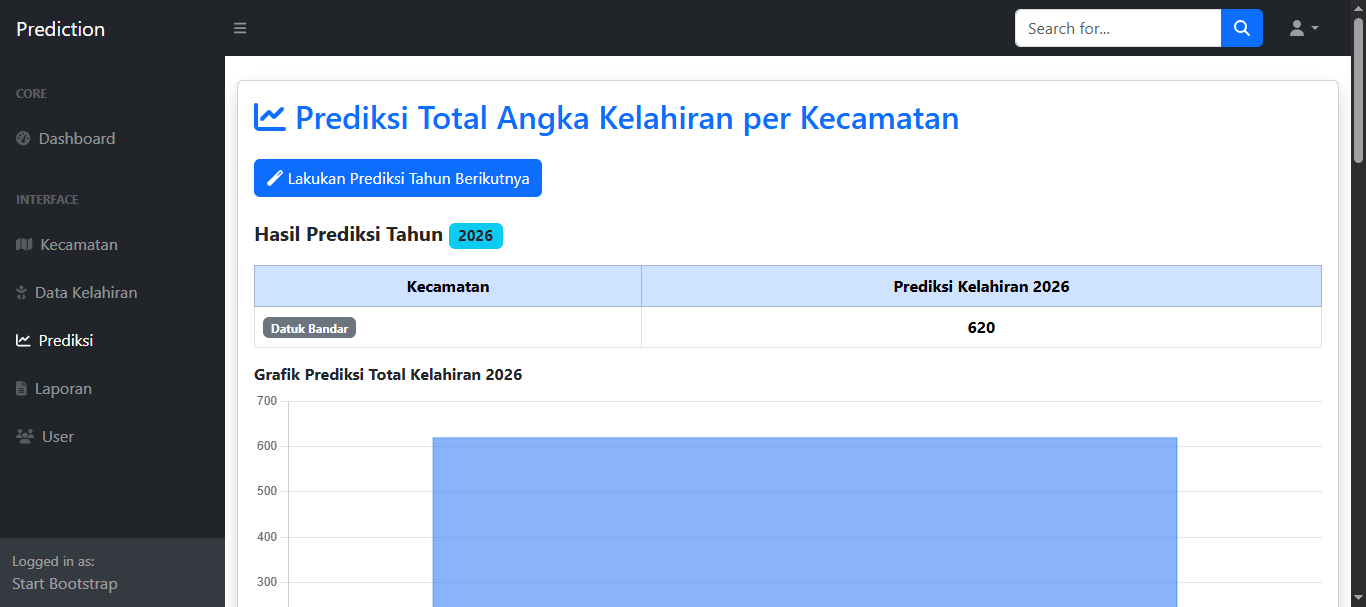 Prediction
Search for...
CORE
Dashboard
INTERFACE
Kecamatan
Data Kelahiran
Prediksi
Laporan
User
Logged in as:
Start Bootstrap
Prediksi Total Angka Kelahiran per Kecamatan
Lakukan Prediksi Tahun Berikutnya
Hasil Prediksi Tahun 2026
Kecamatan Prediksi Kelahiran 2026
Datuk Bandar 620
Grafik Prediksi Total Kelahiran 2026
700
600
500
400
300